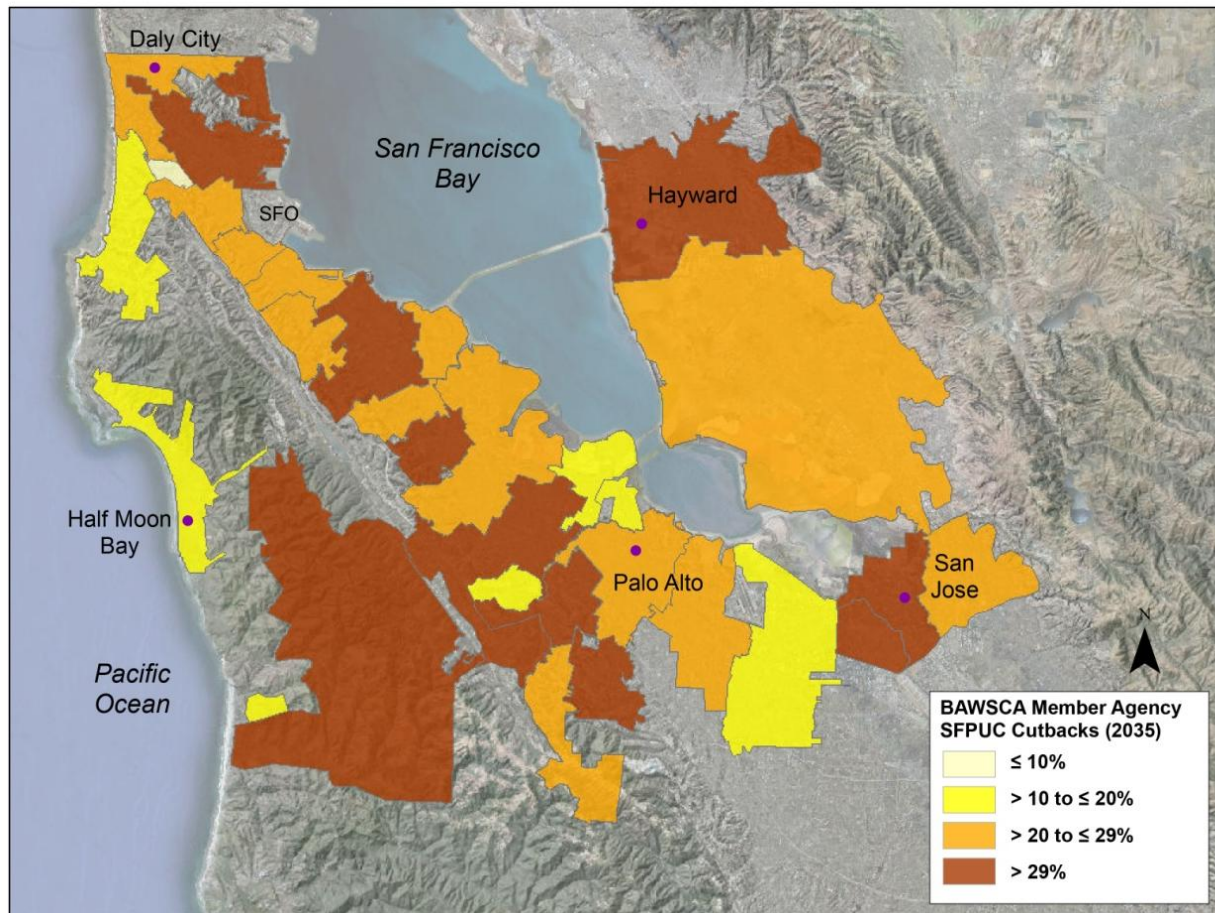 Daly City
San Francisco
Bay
Hayward
SFO
Half Moon
Bay
Palo Alto
San
Jose
Pacific
Ocean
N
BAWSCA Member Agency
SFPUC Cutbacks (2035)
≤ 10%
> 10 to ≤ 20%
> 20 to ≤ 29%
> 29%